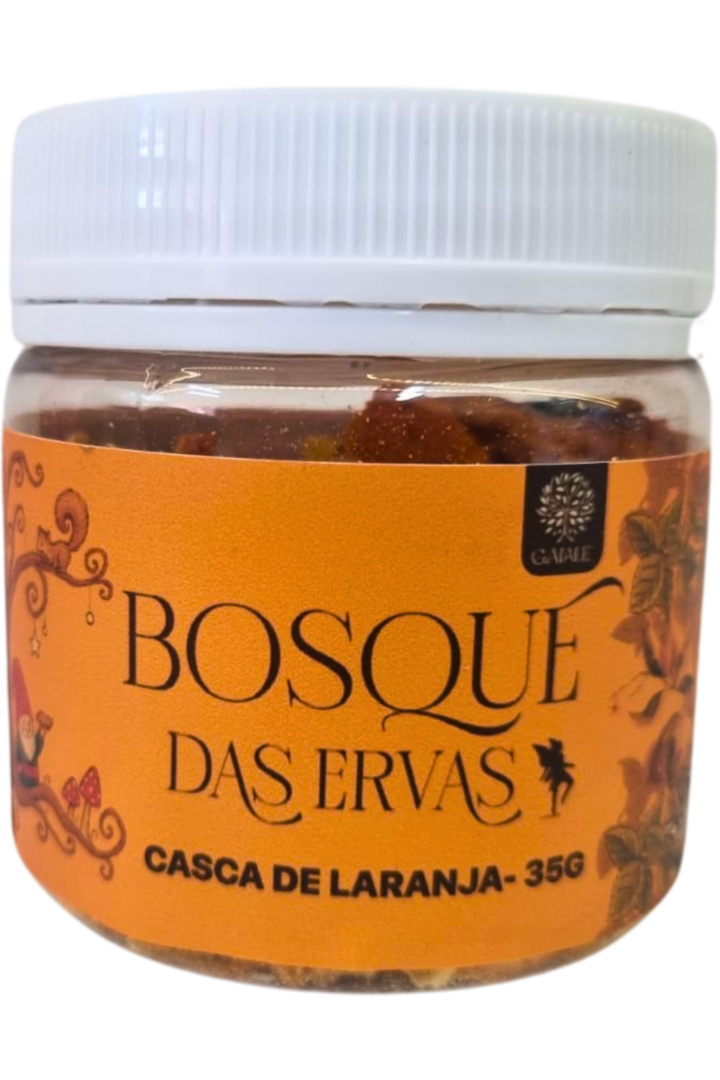 GAIALE
BOSQUE
DAS ERVAS
CASCA DE LARANJA- 35G